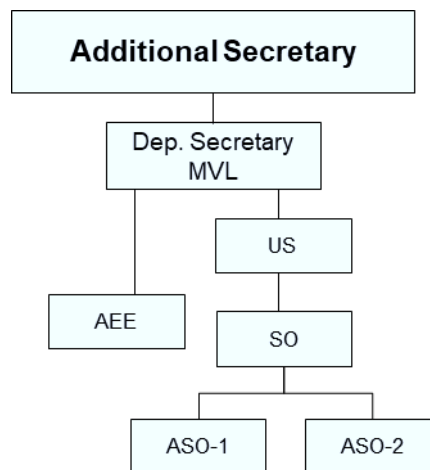 Additional Secretary
Dep. Secretary
MVL
US
AEE
SO
ASO-1
ASO-2